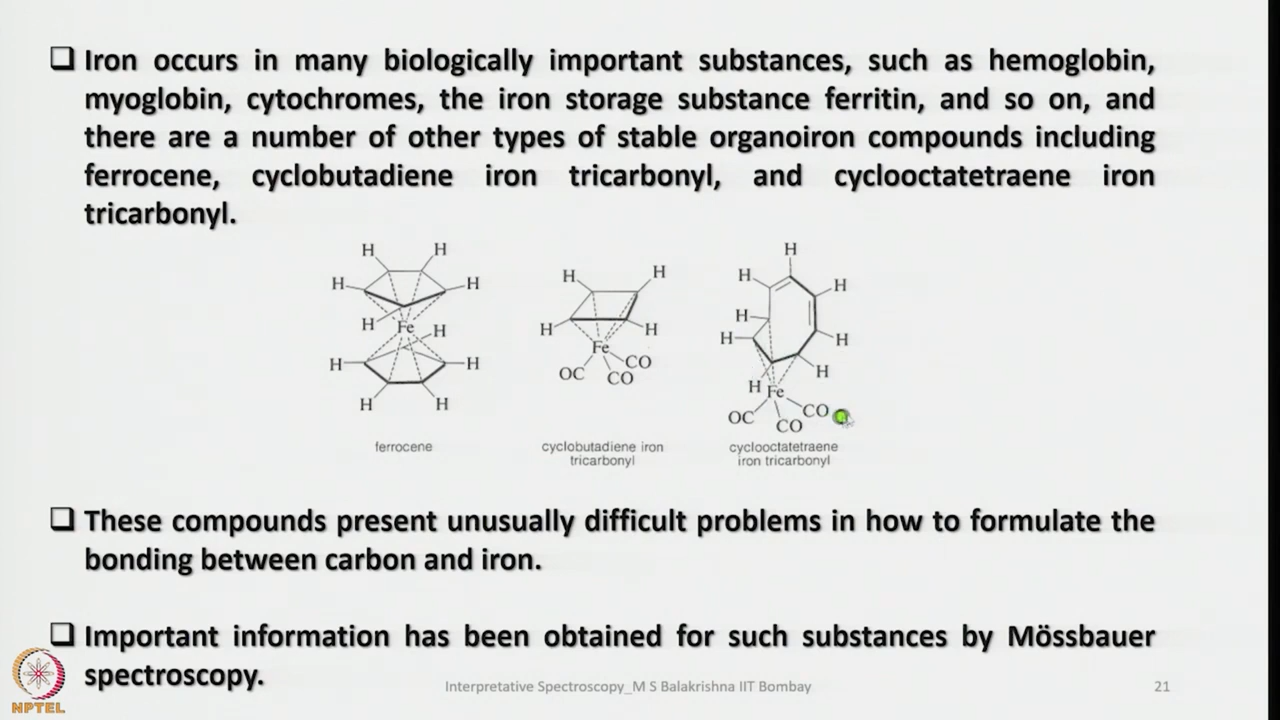 Iron occurs in many biologically important substances, such as hemoglobin,
myoglobin, cytochromes, the iron storage substance ferritin, and so on, and
there are a number of other types of stable organoiron compounds including
ferrocene, cyclobutadiene iron tricarbonyl, and cyclooctatetraene iron
tricarbonyl.
H H
H H
H Fe H
H H
H H
ferrocene
H H
H H
Fe
OC CO CO
cyclobutadiene iron
tricarbonyl
H
H H
H
H H
H
H Fe
OC CO CO
cyclooctatetraene
iron tricarbonyl
These compounds present unusually difficult problems in how to formulate the
bonding between carbon and iron.
Important information has been obtained for such substances by Mössbauer
spectroscopy.
NPTEL
Interpretative Spectroscopy_M S Balakrishna IIT Bombay
21